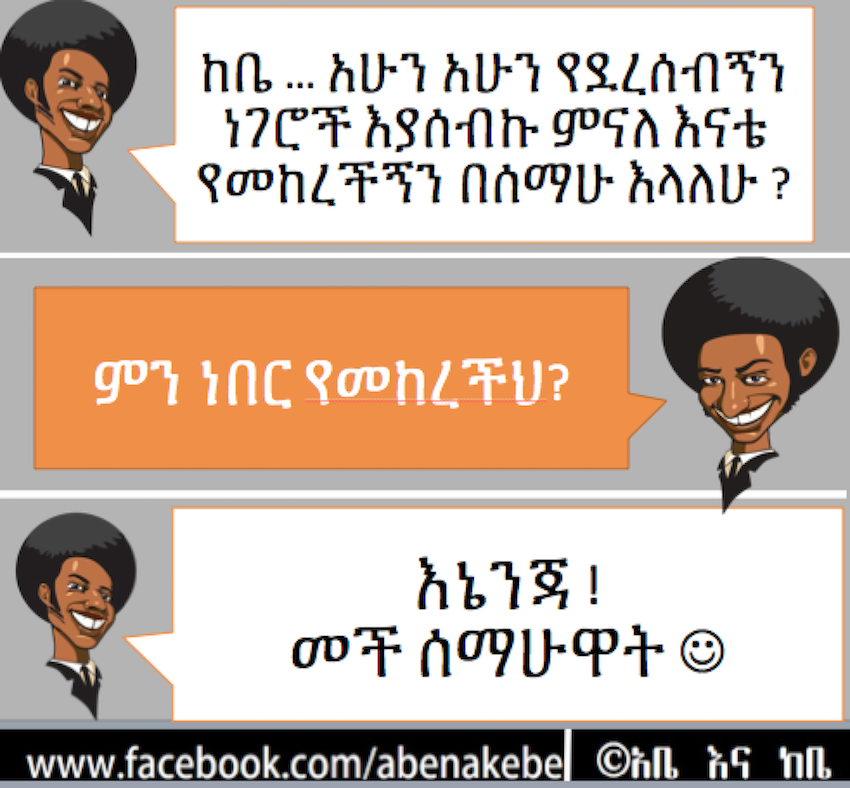 ከቤ ... አሁን አሁን የደረሰብኝን
ነገሮች እያሰብኩ ምናለ እናቴ
የመከረችኝን በሰማሁ እላለሁ ?
ምን ነበር የመከረችህ?
እኔንጃ !
መች ሰማሁዋት ☺
www.facebook.com/abenakebe
©አቤ እና ከቤ